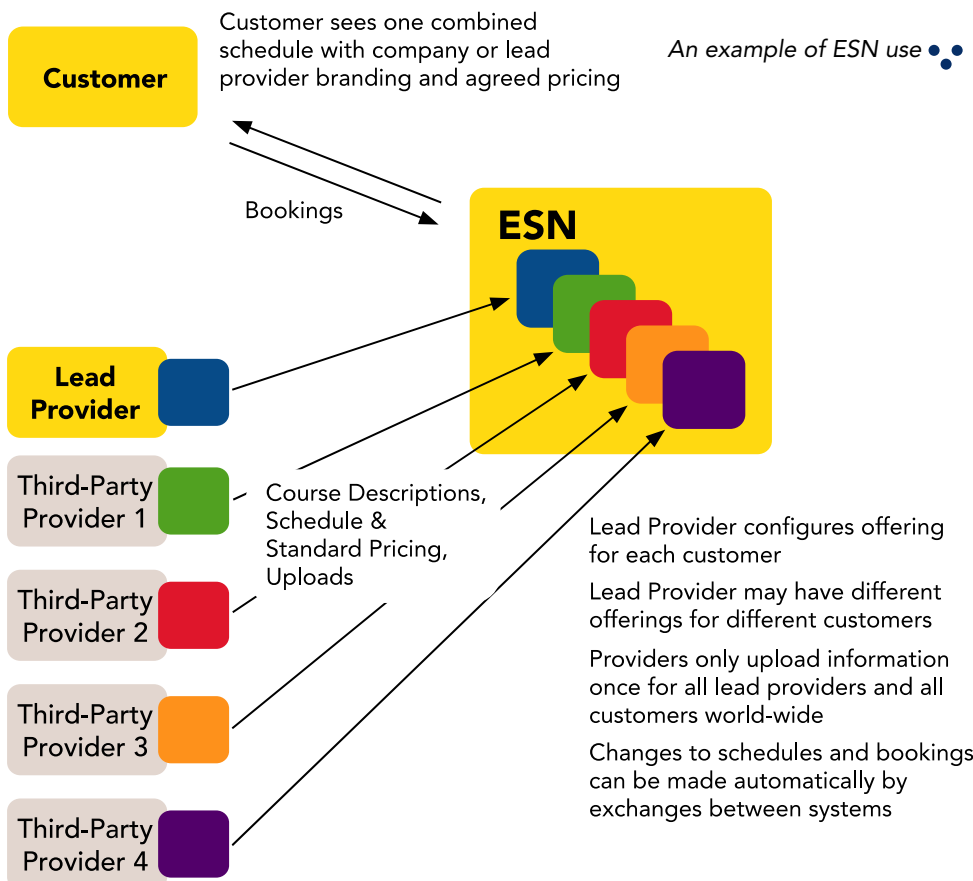 Customer sees one combined
schedule with company or lead
provider branding and agreed pricing
An example of ESN use
Customer
Bookings
ESN
Lead
Provider
Third-Party
Provider 1
Course Descriptions,
Schedule &
Standard Pricing,
Uploads
Third-Party
Provider 2
Third-Party
Provider 3
Third-Party
Provider 4
Lead Provider configures offering
for each customer
Lead Provider may have different
offerings for different customers
Providers only upload information
once for all lead providers and all
customers world-wide
Changes to schedules and bookings
can be made automatically by
exchanges between systems